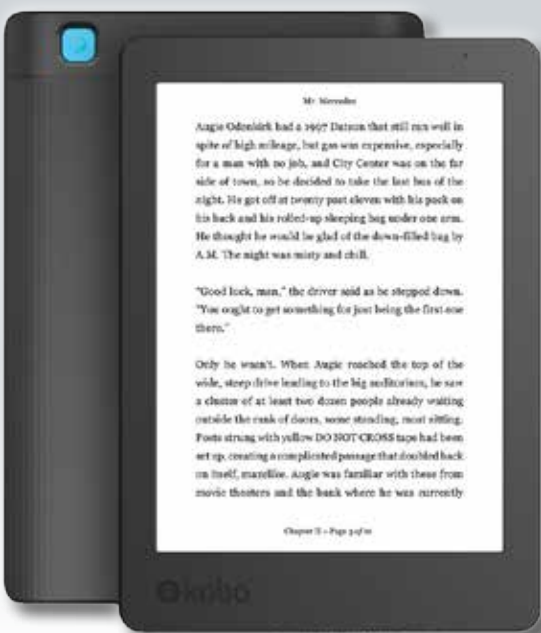 Mr. Mercedes
Augie Odenkirk had a 1997 Datsun that still ran well in
spite of high mileage, but gas was expensive, especially
for a man with no job, and City Center was on the far
side of town, so he decided to take the last bus of the
night. He got off at twenty past eleven with his pack on
his back and his rolled-up sleeping bag under one arm.
He thought he would be glad of the down-filled bag by
A.M. The night was misty and chill.
"Good luck, man," the driver said as he stepped down.
"You ought to get something for just being the first one
there."
Only he wasn't. When Augie reached the top of the
wide, steep drive leading to the big auditorium, he saw
a cluster of at least two dozen people already waiting
outside the rank of doors, some standing, most sitting.
Posts strung with yellow DO NOT CROSS tape had been
set up, creating a complicated passage that doubled back
on itself, mazelike. Augie was familiar with these from
movie theaters and the bank where he was currently
Chapter II – Page 3 of
kobo